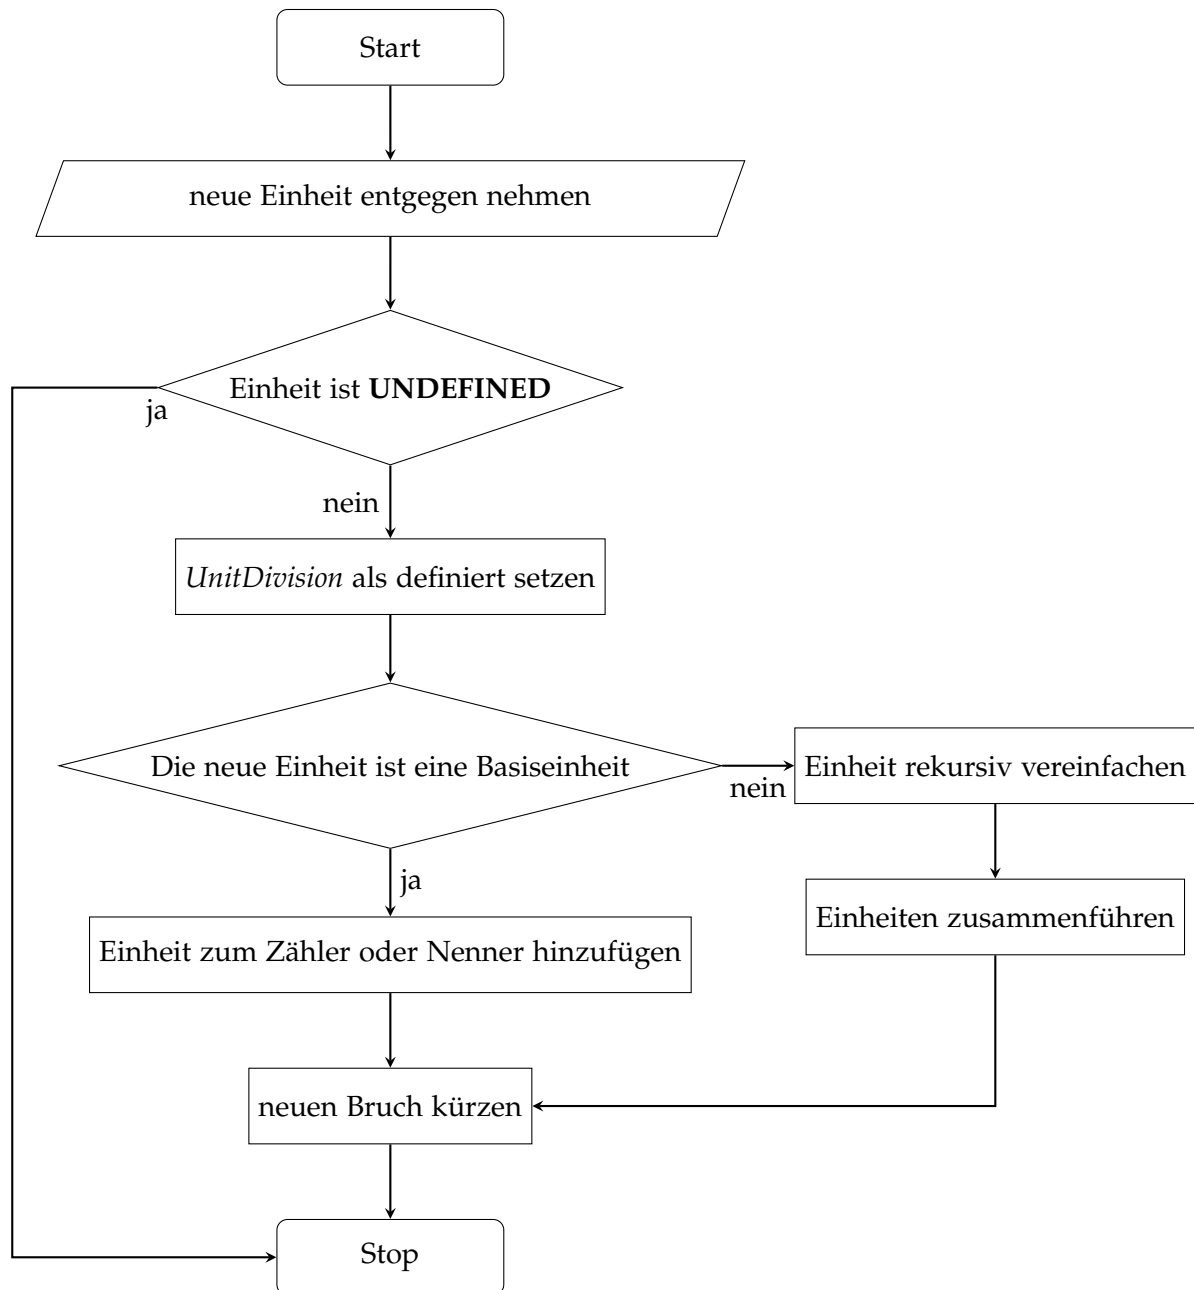 Start
neue Einheit entgegen nehmen
Einheit ist UNDEFINED
ja
nein
UnitDivision als definiert setzen
Die neue Einheit ist eine Basiseinheit
nein
Einheit rekursiv vereinfachen
ja
Einheiten zusammenführen
Einheit zum Zähler oder Nenner hinzufügen
neuen Bruch kürzen
Stop